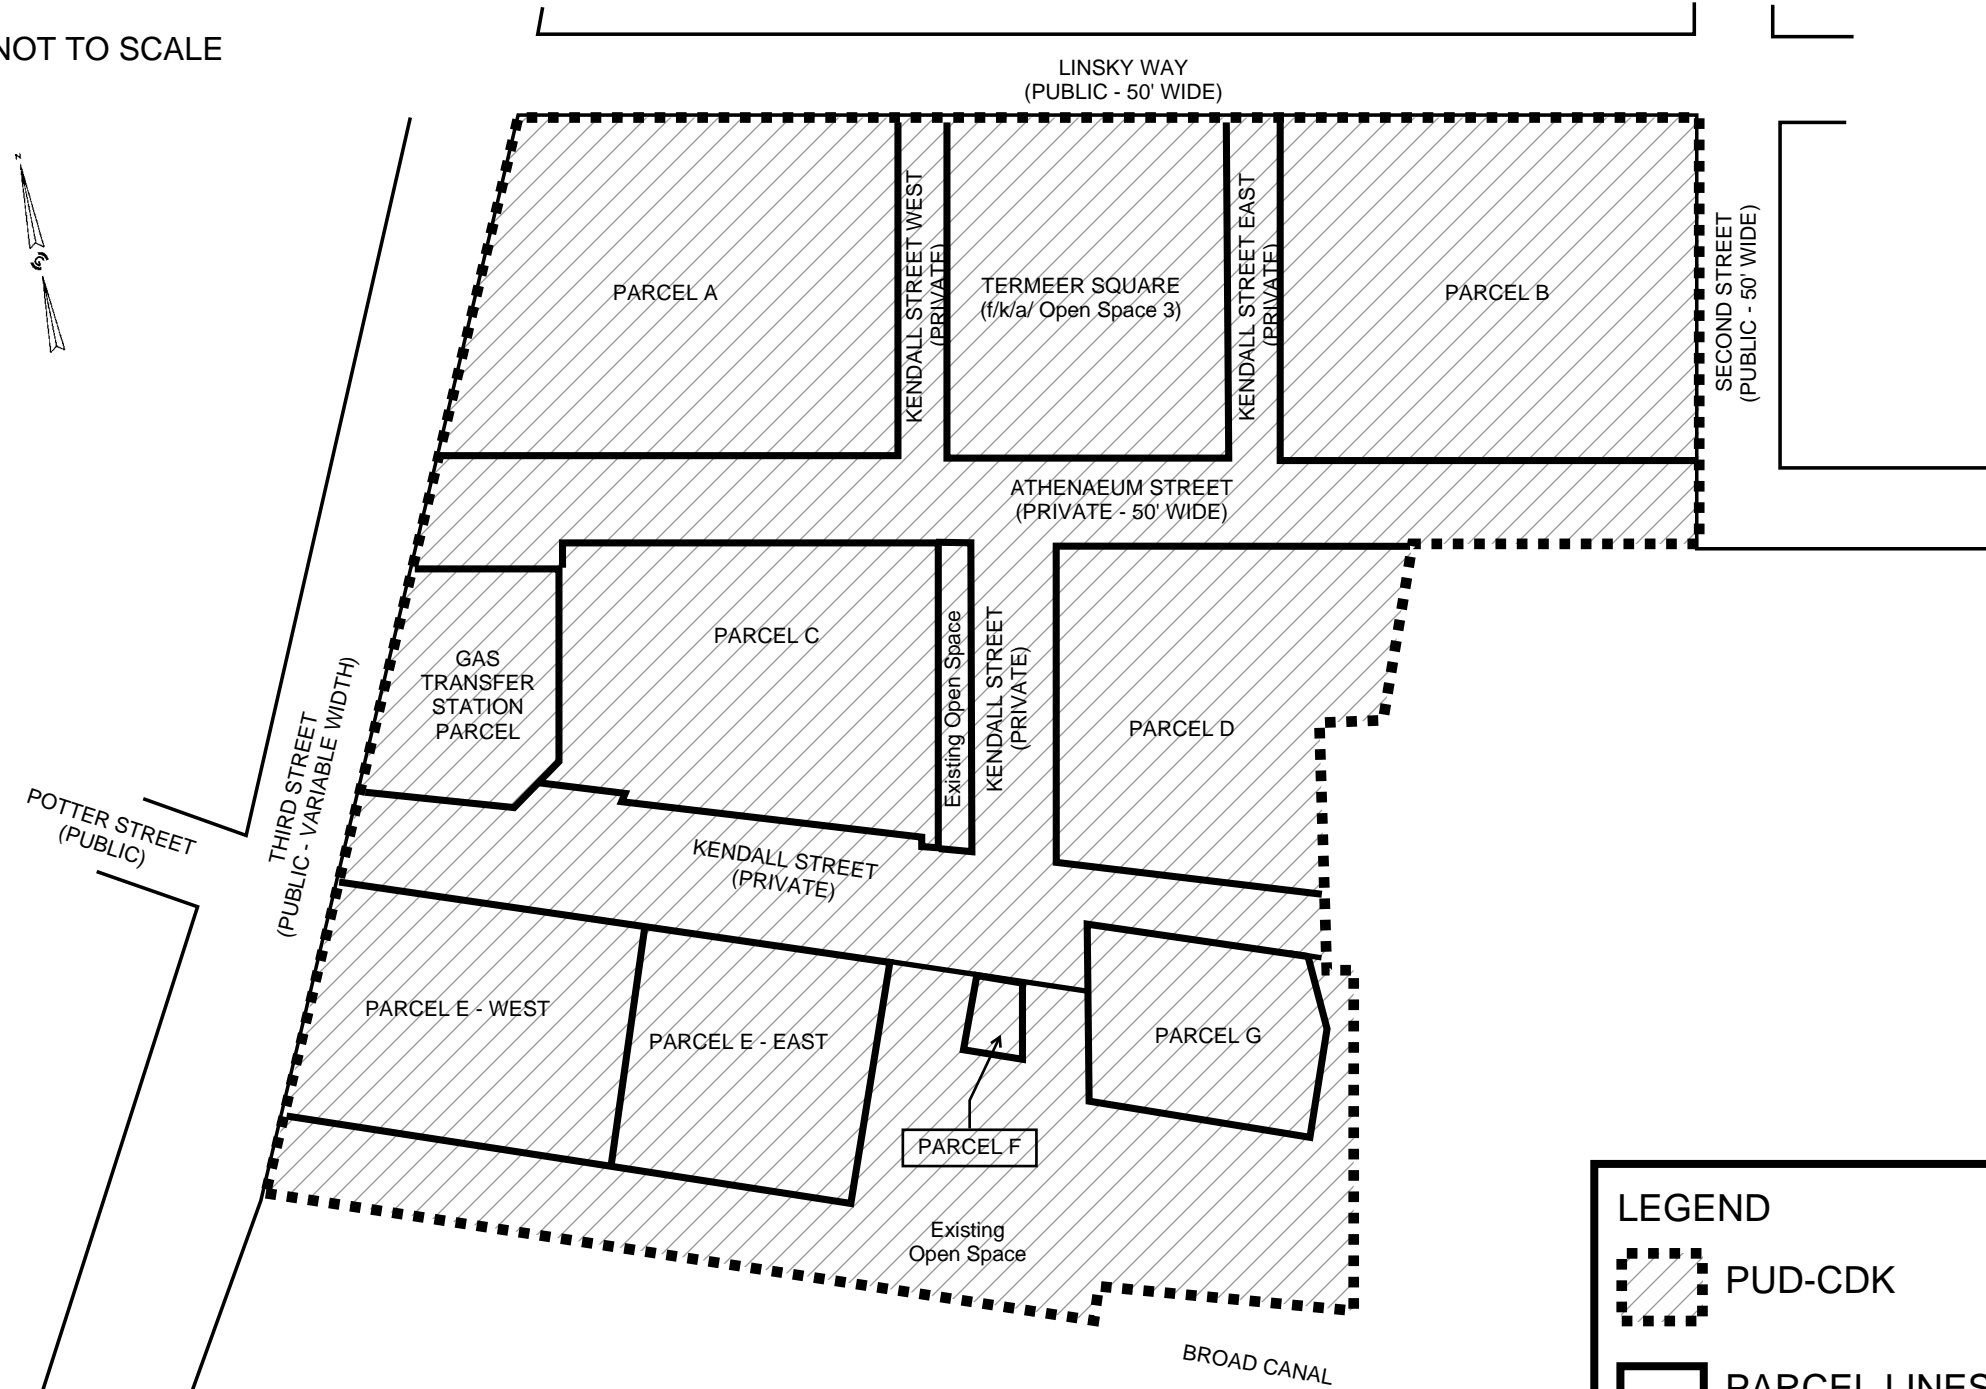 NOT TO SCALE
LINSKY WAY
(PUBLIC - 50' WIDE)
N
PARCEL A
KENDALL STREET WEST
(PRIVATE)
TERMEER SQUARE
(f/k/a/ Open Space 3)
KENDALL STREET EAST
(PRIVATE)
PARCEL B
SECOND STREET
(PUBLIC - 50' WIDE)
ATHENAEUM STREET
(PRIVATE - 50' WIDE)
GAS
TRANSFER
STATION
PARCEL
PARCEL C
Existing Open Space
KENDALL STREET
(PRIVATE)
PARCEL D
THIRD STREET
(PUBLIC - VARIABLE WIDTH)
POTTER STREET
(PUBLIC)
KENDALL STREET
(PRIVATE)
PARCEL E - WEST
PARCEL E - EAST
PARCEL F
PARCEL G
Existing
Open Space
BROAD CANAL
LEGEND
PUD-CDK
PARCEL LINES